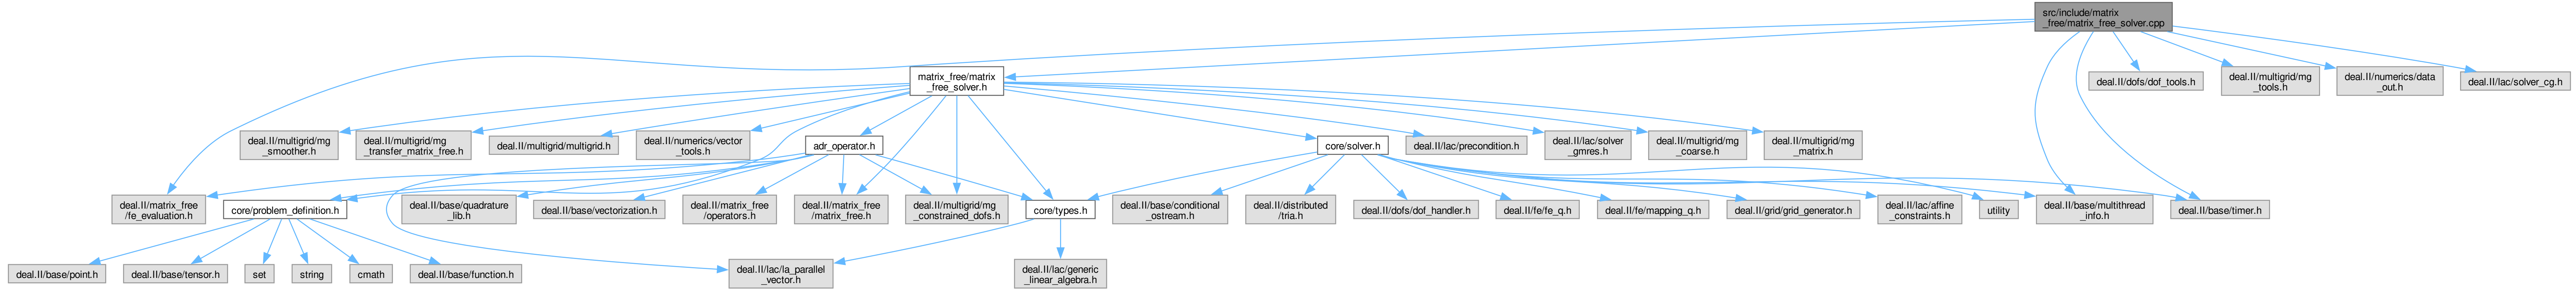 src/include/matrix
_free/matrix_free_solver.cpp
matrix_free/matrix
_free_solver.h
deal.II/dofs/dof_tools.h
deal.II/multigrid/mg
_tools.h
deal.II/numerics/data
_out.h
deal.II/lac/solver_cg.h
deal.II/multigrid/mg
_smoother.h
deal.II/multigrid/mg
_transfer_matrix_free.h
deal.II/multigrid/multigrid.h
deal.II/numerics/vector
_tools.h
adr_operator.h
core/solver.h
deal.II/lac/precondition.h
deal.II/lac/solver
_gmres.h
deal.II/multigrid/mg
_coarse.h
deal.II/multigrid/mg
_matrix.h
deal.II/matrix_free
/fe_evaluation.h
core/problem_definition.h
deal.II/base/quadrature
_lib.h
deal.II/base/vectorization.h
deal.II/matrix_free
/operators.h
deal.II/matrix_free
/matrix_free.h
deal.II/multigrid/mg
_constrained_dofs.h
core/types.h
deal.II/base/conditional
_ostream.h
deal.II/distributed
/tria.h
deal.II/dofs/dof_handler.h
deal.II/fe/fe_q.h
deal.II/fe/mapping_q.h
deal.II/grid/grid_generator.h
deal.II/lac/affine
_constraints.h
utility
deal.II/base/multithread
_info.h
deal.II/base/timer.h
deal.II/base/point.h
deal.II/base/tensor.h
set
string
cmath
deal.II/base/function.h
deal.II/lac/la_parallel
_vector.h
deal.II/lac/generic
_linear_algebra.h